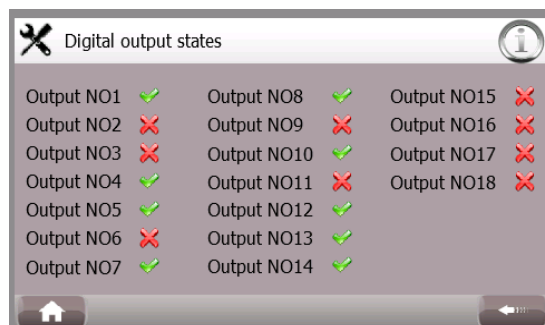 Digital output states
Output NO1
Output NO2
Output NO3
Output NO4
Output NO5
Output NO6
Output NO7
Output NO8
Output NO9
Output NO10
Output NO11
Output NO12
Output NO13
Output NO14
Output NO15
Output NO16
Output NO17
Output NO18